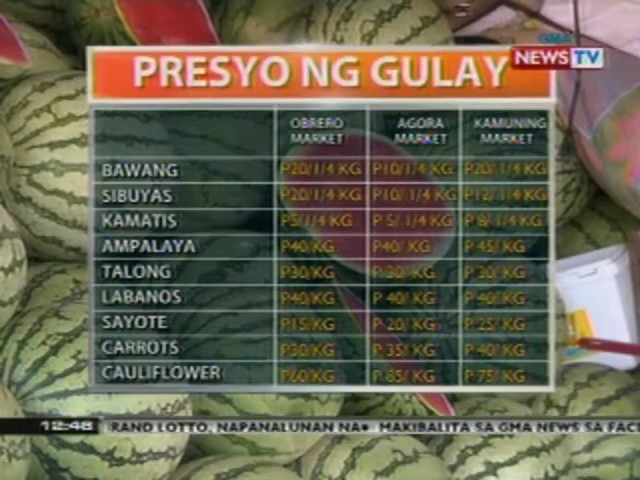 GMA
NEWSTV
PRESYO NG GULAY
OBRERO MARKET AGORA MARKET KAMUNING MARKET
BAWANG P20/1/4 KG P10/1/4 KG P20/ 1/4 KG
SIBUYAS P20/1/4 KG P10/ 1/4 KG P12/ 1/4 KG
KAMATIS P5/1/4 KG P 5/ 1/4 KG P 8/ 1/4 KG
AMPALAYA P40/KG P40/ KG P 45/ KG
TALONG P30/KG P 30/ KG P 30/ KG
LABANOS P40/KG P 40/ KG P 40/ KG
SAYOTE P15/KG P 20/ KG P 25/ KG
CARROTS P30/KG P 35/ KG P 40/ KG
CAULIFLOWER P60/KG P 85/ KG P 75/ KG
12:48 RAND LOTTO, NAPANALUNAN NA• MAKIBALITA SA GMA NEWS SA FACE